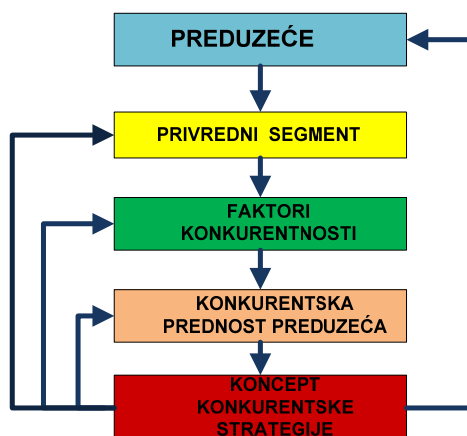 PREDUZEĆE
PRIVREDNI SEGMENT
FAKTORI
KONKURENTNOSTI
KONKURENTSKA
PREDNOST PREDUZEĆA
KONCEPT
KONKURENTSKE
STRATEGIJE